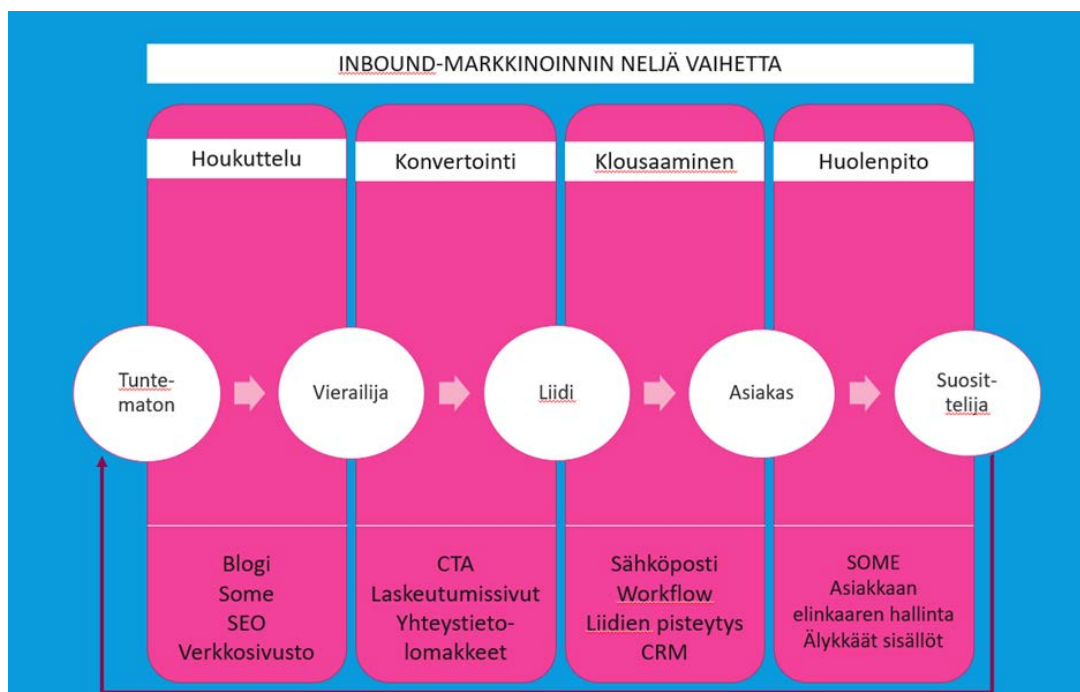 INBOUND-MARKKINOINNIN NELJÄ VAIHETTA
Houkuttelu
Konvertointi
Klousaaminen
Huolenpito
Tunte-
maton
Vierailija
Liidi
Asiakas
Suosit-
telija
Blogi
Some
SEO
Verkkosivusto
CTA
Laskeutumissivut
Yhteystieto-
lomakkeet
Sähköposti
Workflow
Liidien pisteytys
CRM
SOME
Asiakkaan
elinkaaren hallinta
Älykkäät sisällöt